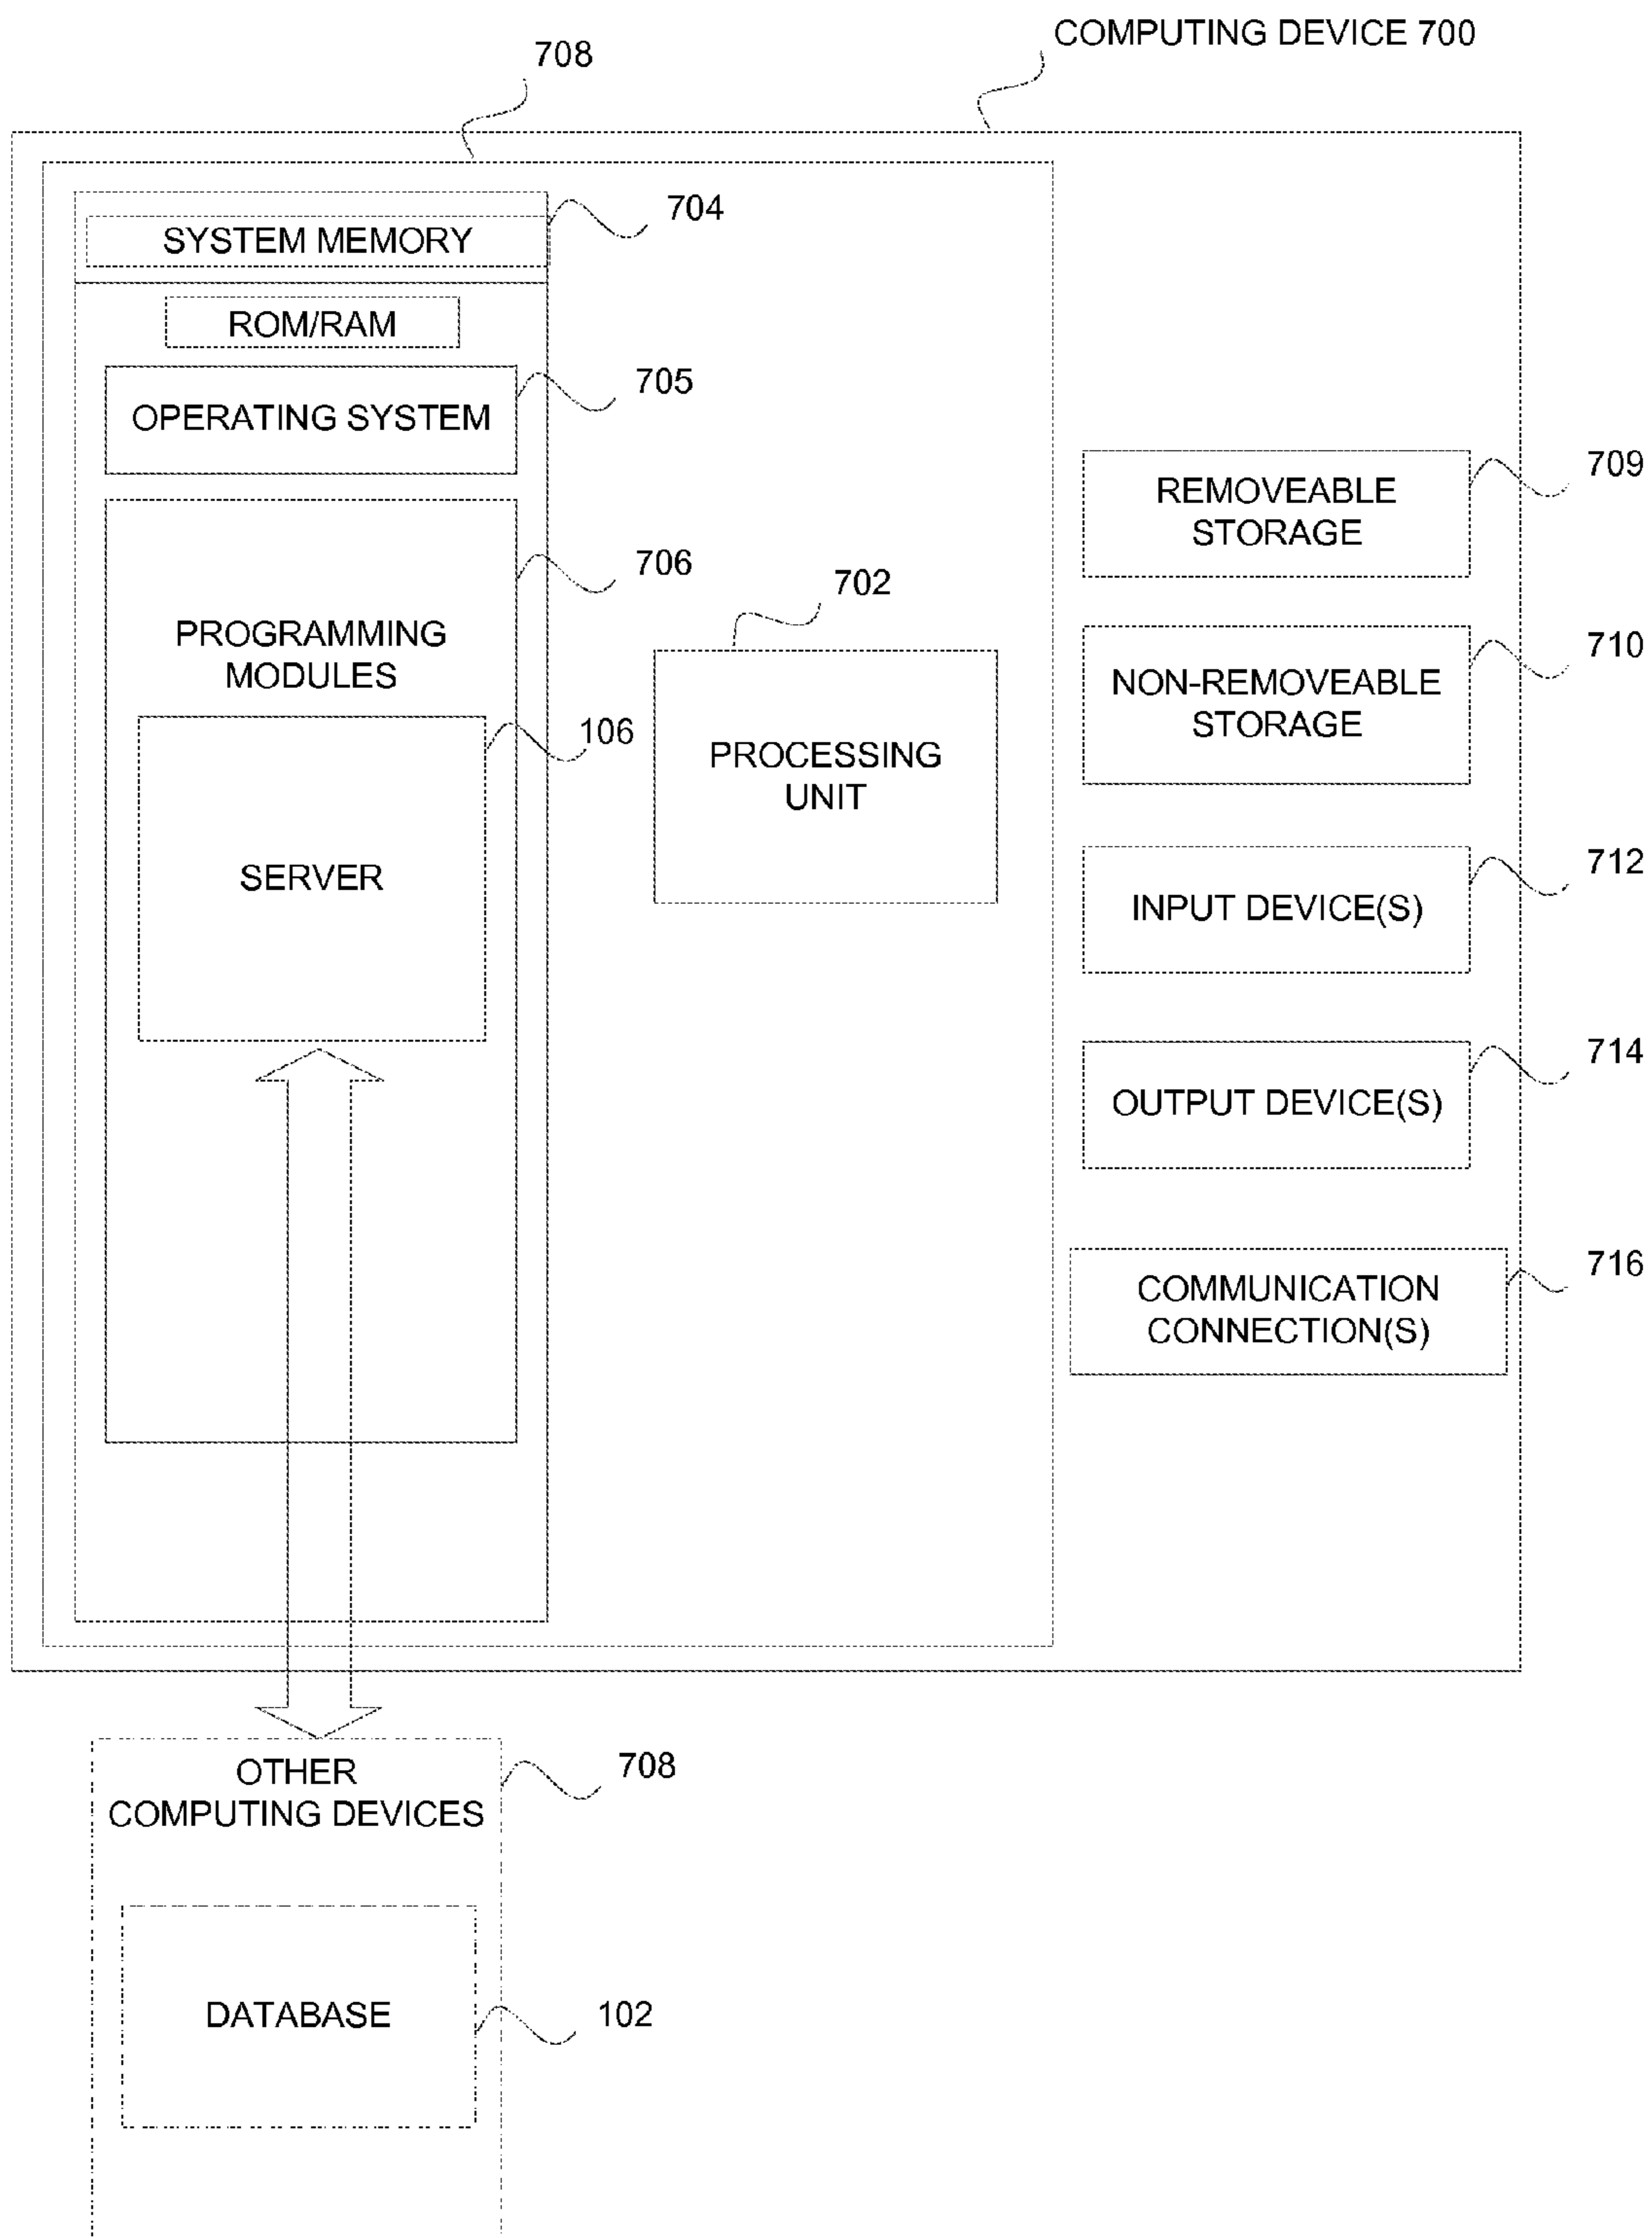 COMPUTING DEVICE 700
708
704
SYSTEM MEMORY
ROM/RAM
705
OPERATING SYSTEM
709
REMOVEABLE
STORAGE
706
702
PROGRAMMING
MODULES
710
NON-REMOVEABLE
STORAGE
106
PROCESSING
UNIT
SERVER
712
INPUT DEVICE(S)
714
OUTPUT DEVICE(S)
716
COMMUNICATION
CONNECTION(S)
OTHER
COMPUTING DEVICES
708
DATABASE
102